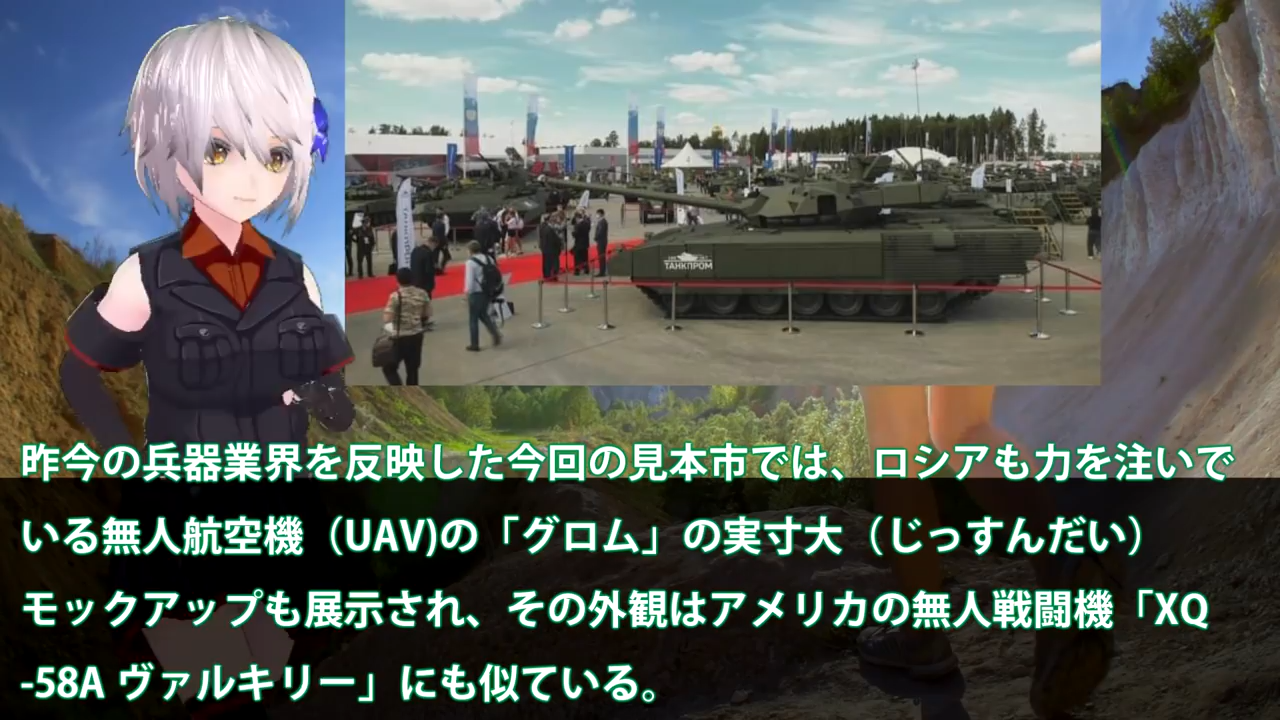 ТАНКПРОМ
昨今の兵器業界を反映した今回の見本市では、ロシアも力を注いで
いる無人航空機（UAV)の「グロム」の実寸大（じっすんだい）
モックアップも展示され、その外観はアメリカの無人戦闘機「XQ
-58A ヴァルキリー」にも似ている。